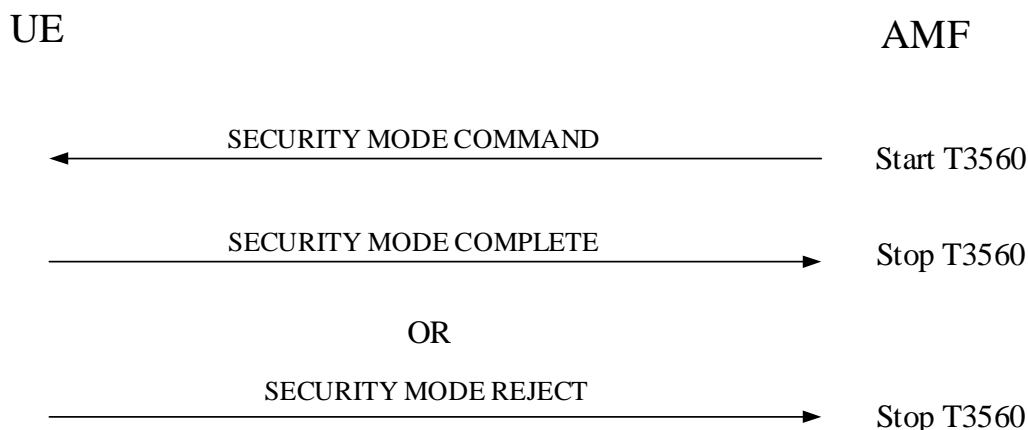 UE
AMF
SECURITY MODE COMMAND
Start T3560
SECURITY MODE COMPLETE
Stop T3560
OR
SECURITY MODE REJECT
Stop T3560